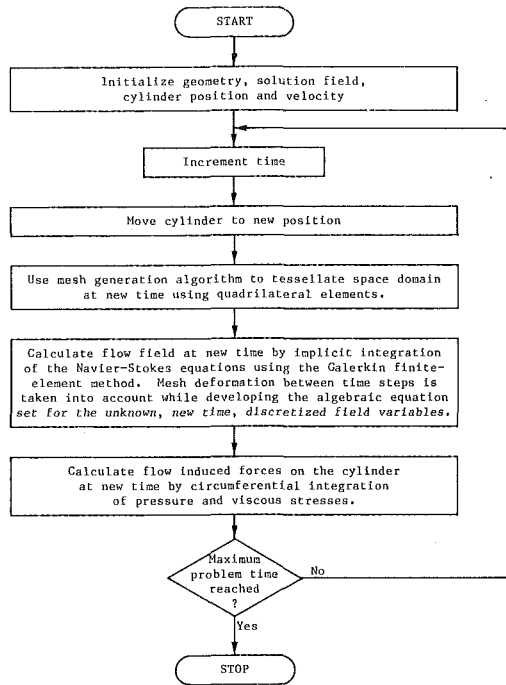 START
Initialize geometry, solution field,
cylinder position and velocity
Increment time
Move cylinder to new position
Use mesh generation algorithm to tessellate space domain
at new time using quadrilateral elements.
Calculate flow field at new time by implicit integration
of the Navier-Stokes equations using the Galerkin finite-
element method. Mesh deformation between time steps is
taken into account while developing the algebraic equation
set for the unknown, new time, discretized field variables.
Calculate flow induced forces on the cylinder
at new time by circumferential integration
of pressure and viscous stresses.
Maximum
problem time
reached
?
No
Yes
STOP